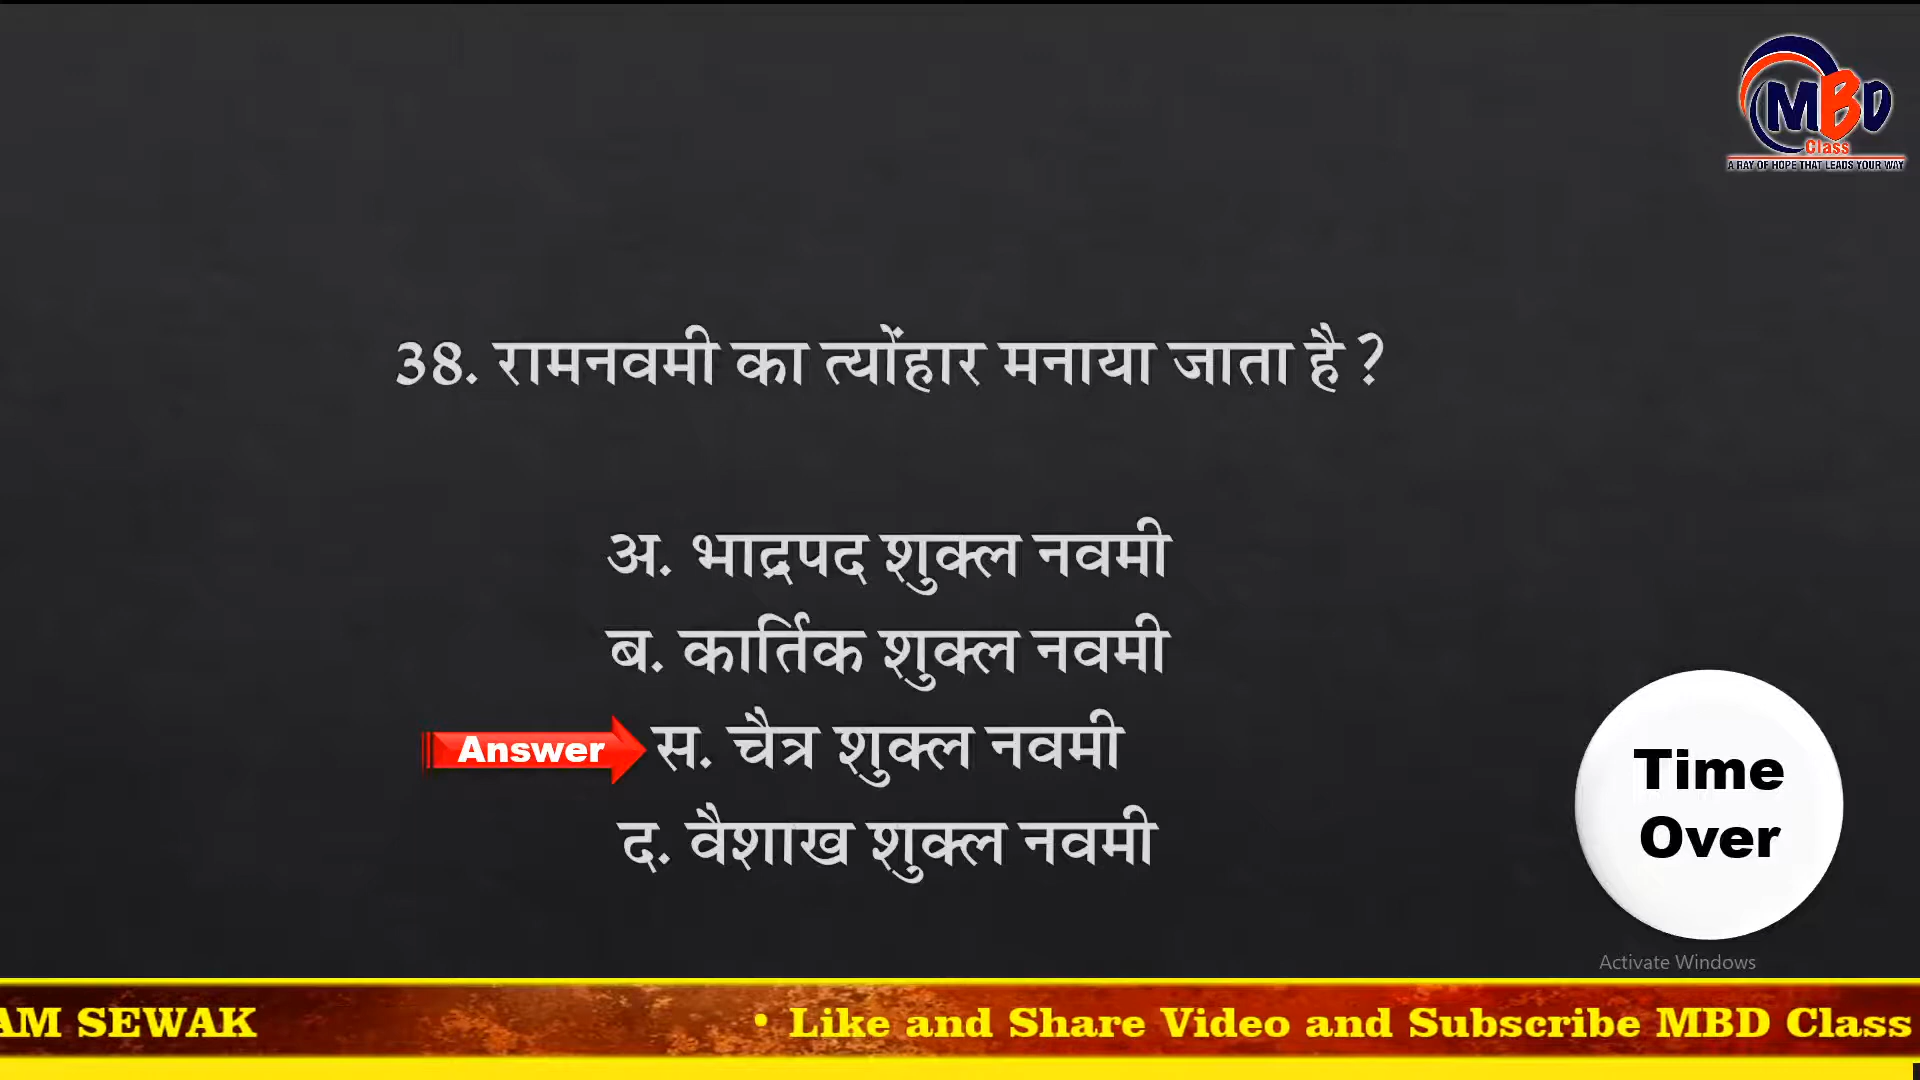 MBD
Class
A RAY OF HOPE THAT LEADS YOUR WAY
38. रामनवमी का त्योंहार मनाया जाता है ?
अ. भाद्रपद शुक्ल नवमी
ब. कार्तिक शुक्ल नवमी
Answer
स. चैत्र शुक्ल नवमी
द. वैशाख शुक्ल नवमी
Time
Over
Activate Windows
AM SEWAK
• Like and Share Video and Subscribe MBD Class